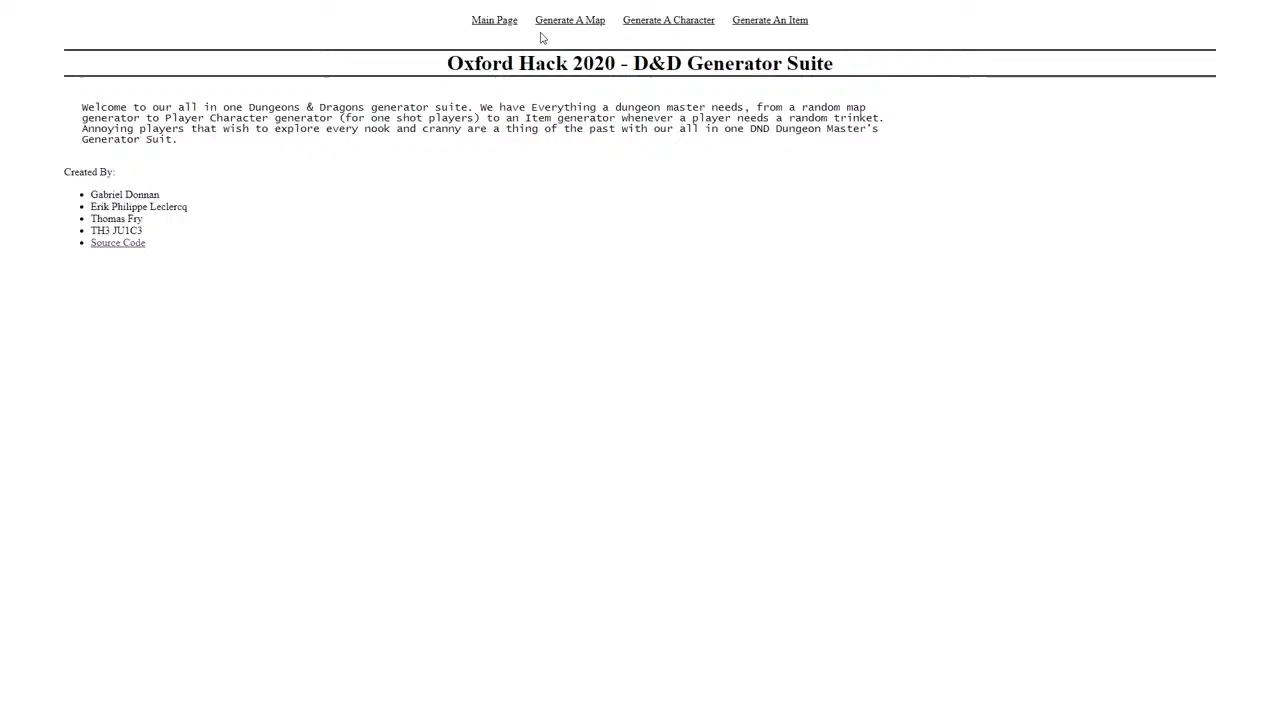 Main Page Generate A Map Generate A Character Generate An Item
Oxford Hack 2020 - D&D Generator Suite
Welcome to our all in one Dungeons & Dragons generator suite. We have Everything a dungeon master needs, from a random map
generator to Player Character generator (for one shot players) to an Item generator whenever a player needs a random trinket.
Annoying players that wish to explore every nook and cranny are a thing of the past with our all in one DND Dungeon Master's
Generator Suit.
Created By:
Gabriel Donnan
Erik Philippe Leclercq
Thomas Fry
TH3 JU1C3
Source Code